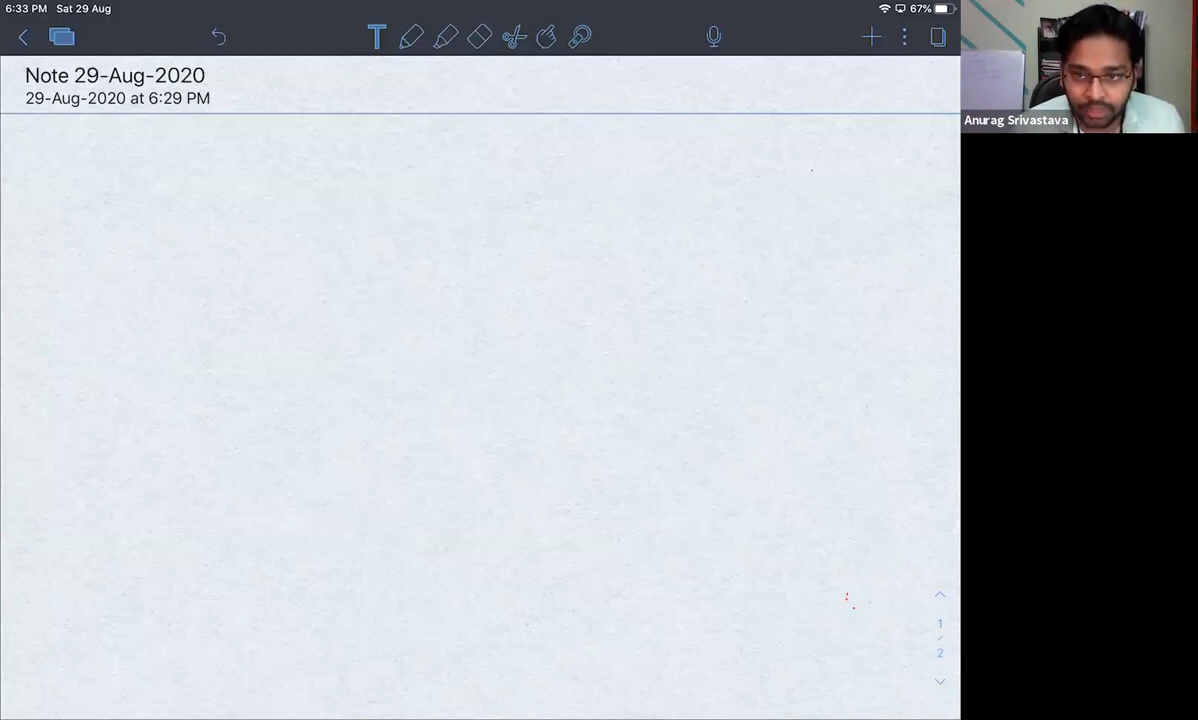 6:33 PM Sat 29 Aug
67%
Note 29-Aug-2020
29-Aug-2020 at 6:29 PM
Anurag Srivastava
1
/
2